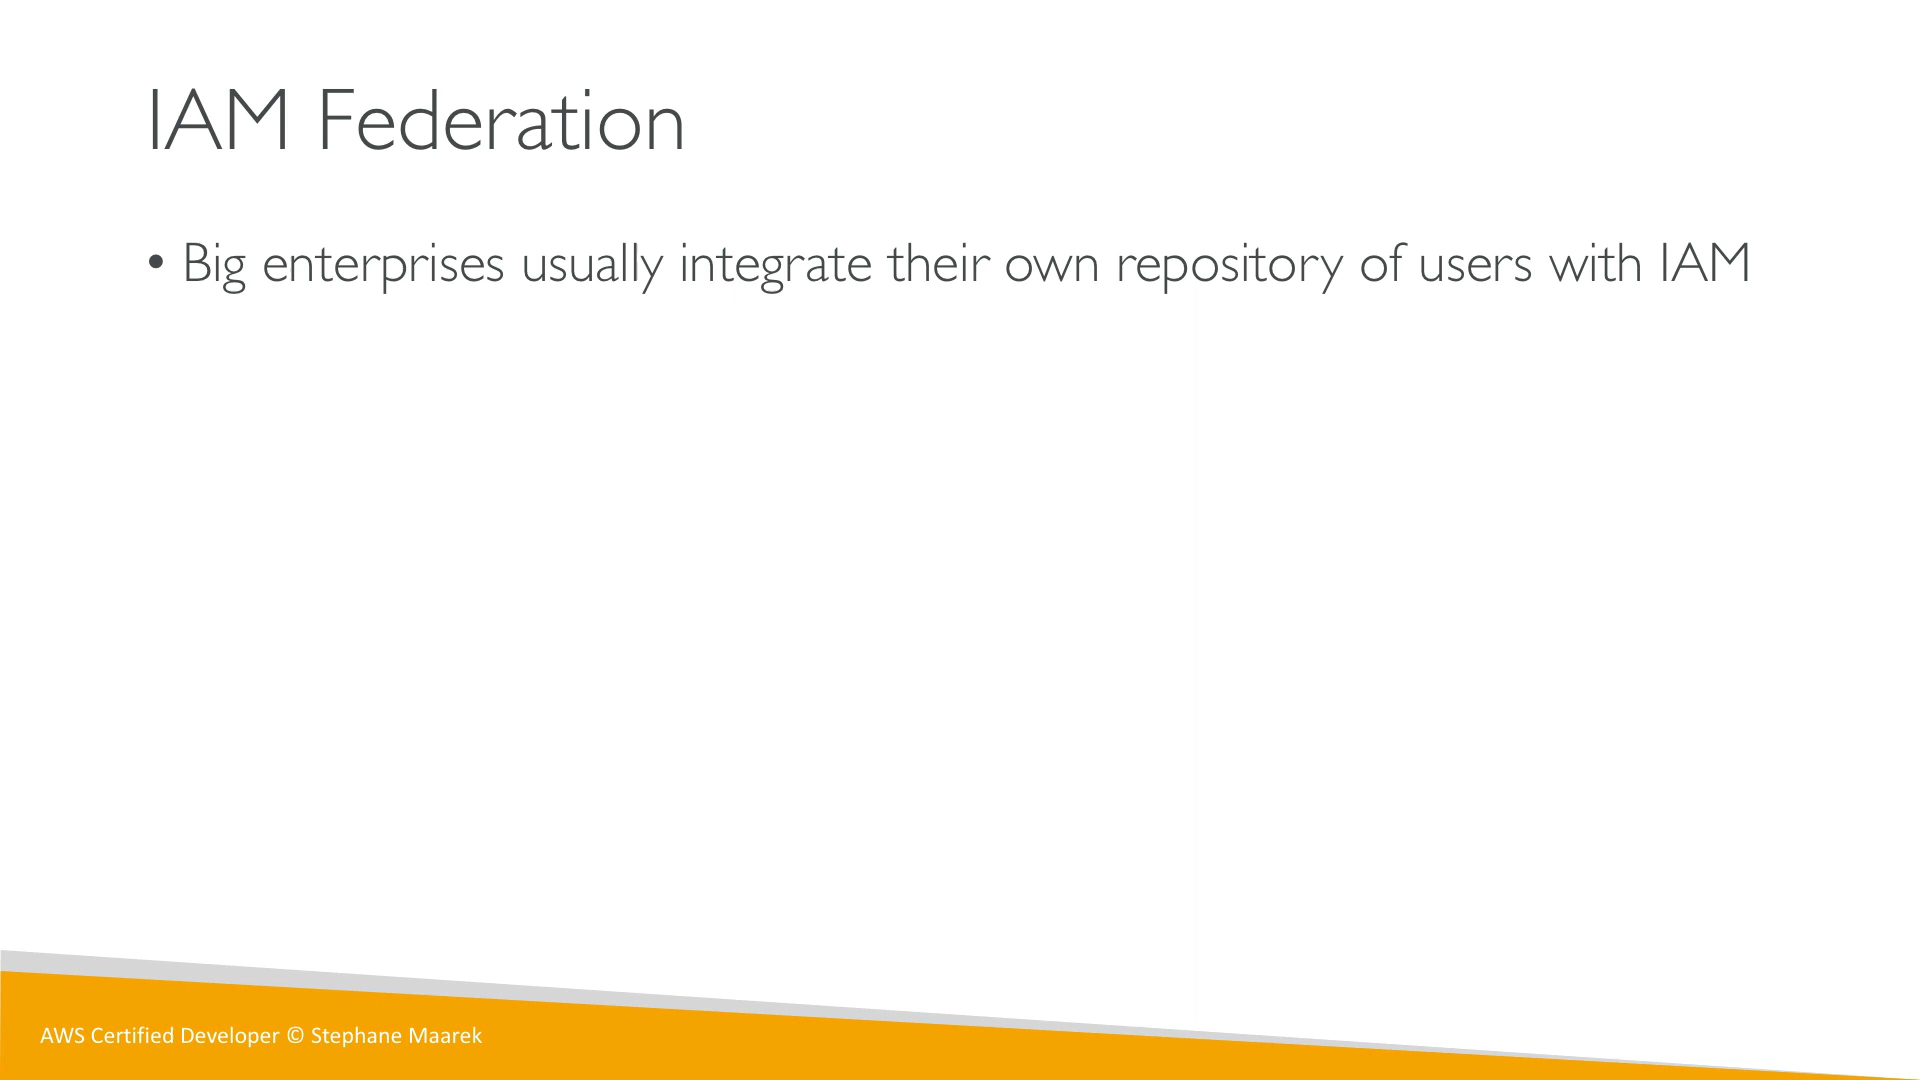 IAM Federation
• Big enterprises usually integrate their own repository of users with IAM
AWS Certified Developer © Stephane Maarek